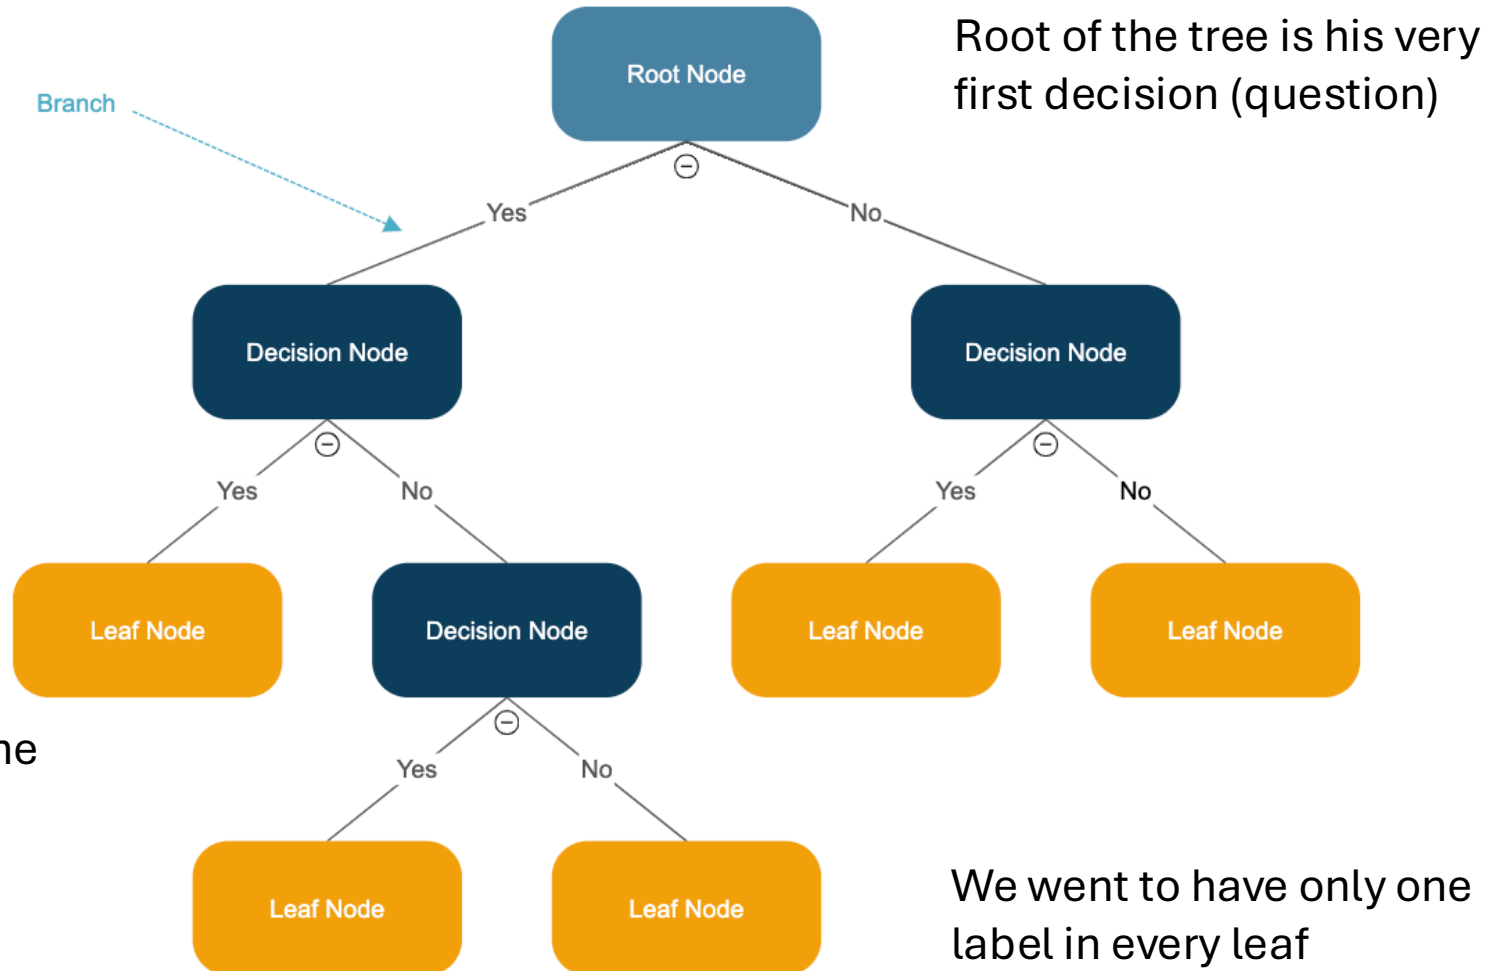 Root Node
Root of the tree is his very
first decision (question)
Branch
Yes
No
Decision Node
Decision Node
Yes
No
Yes
No
Leaf Node
Decision Node
Leaf Node
Leaf Node
Yes
No
Leaf Node
Leaf Node
We went to have only one
label in every leaf